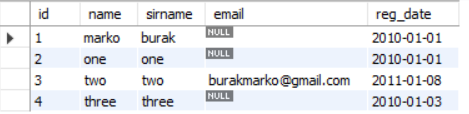 id name sirname email reg_date
1 marko burak NULL 2010-01-01
2 one one NULL 2010-01-01
3 two two burakmarko@gmail.com 2011-01-08
4 three three NULL 2010-01-03